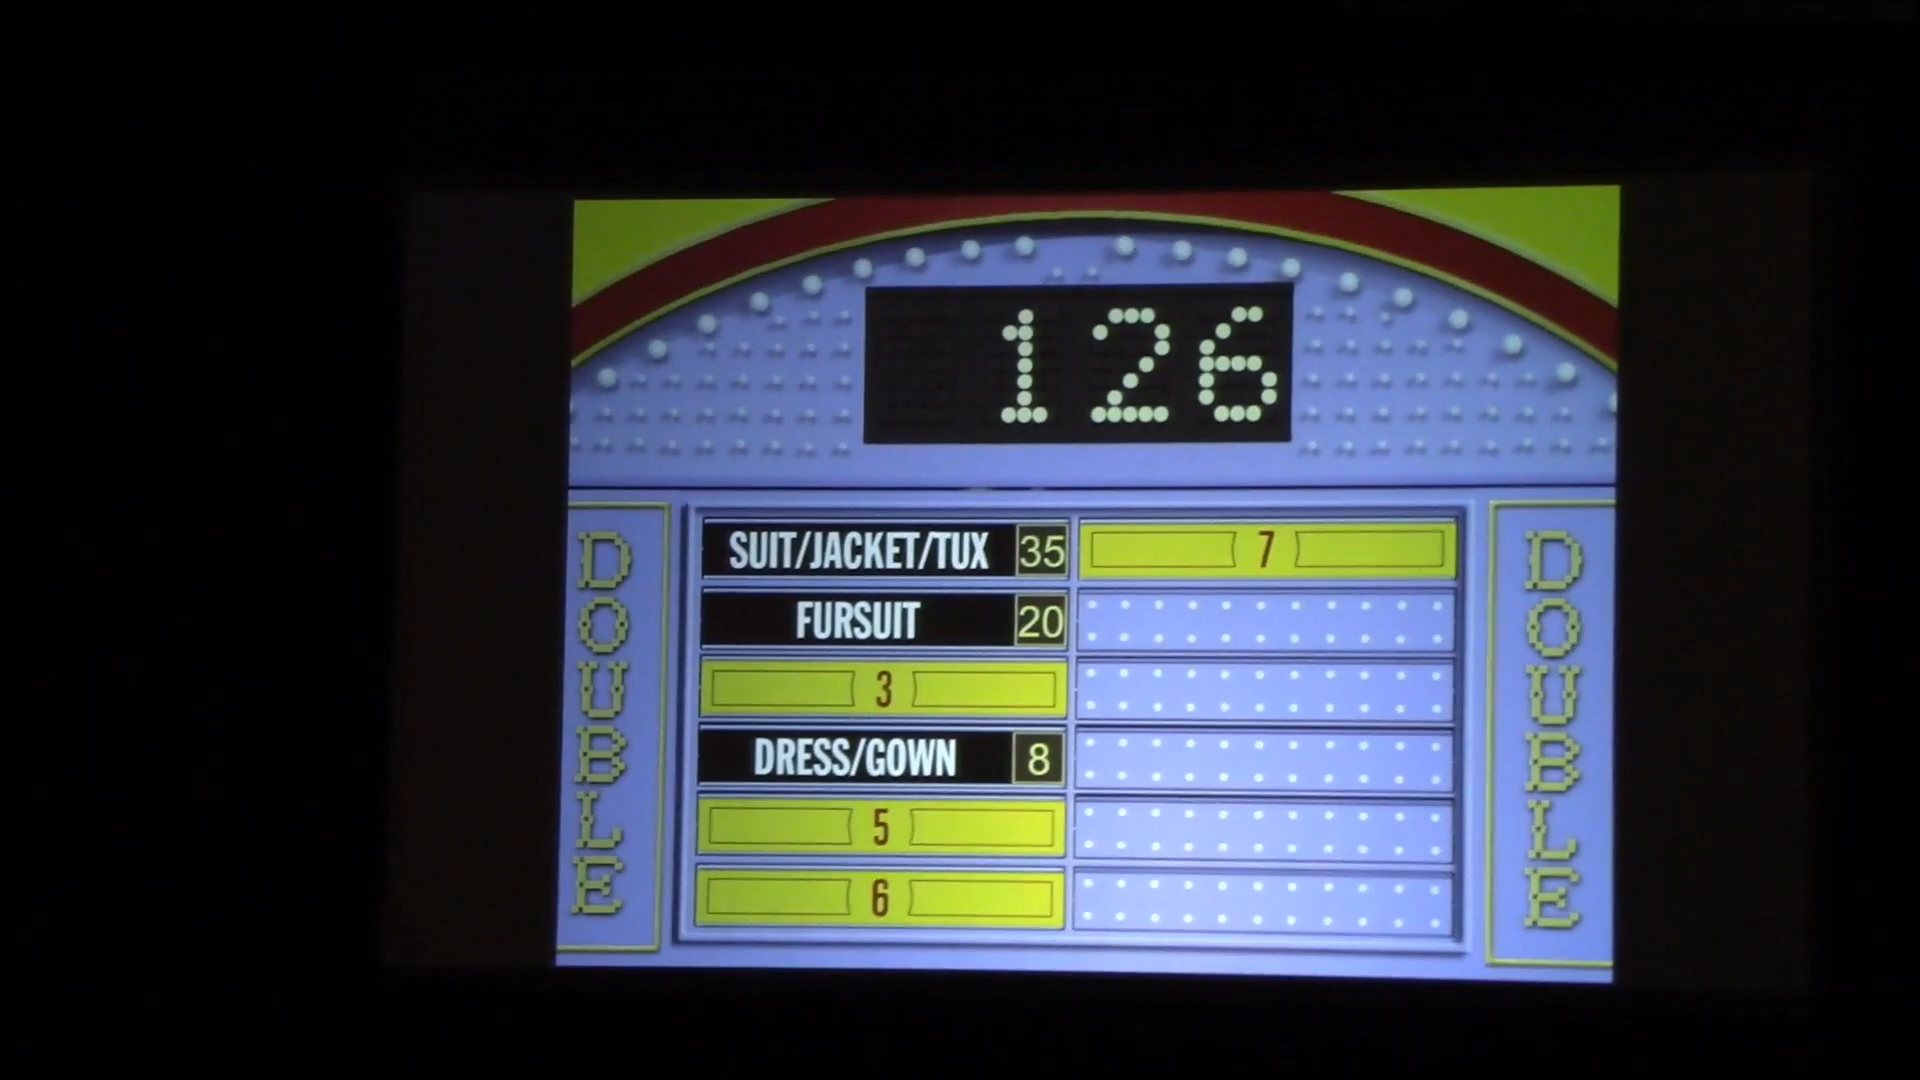 126
DOUBLE
SUIT/JACKET/TUX 35
FURSUIT 20
3
DRESS/GOWN 8
5
6
7
DOUBLE